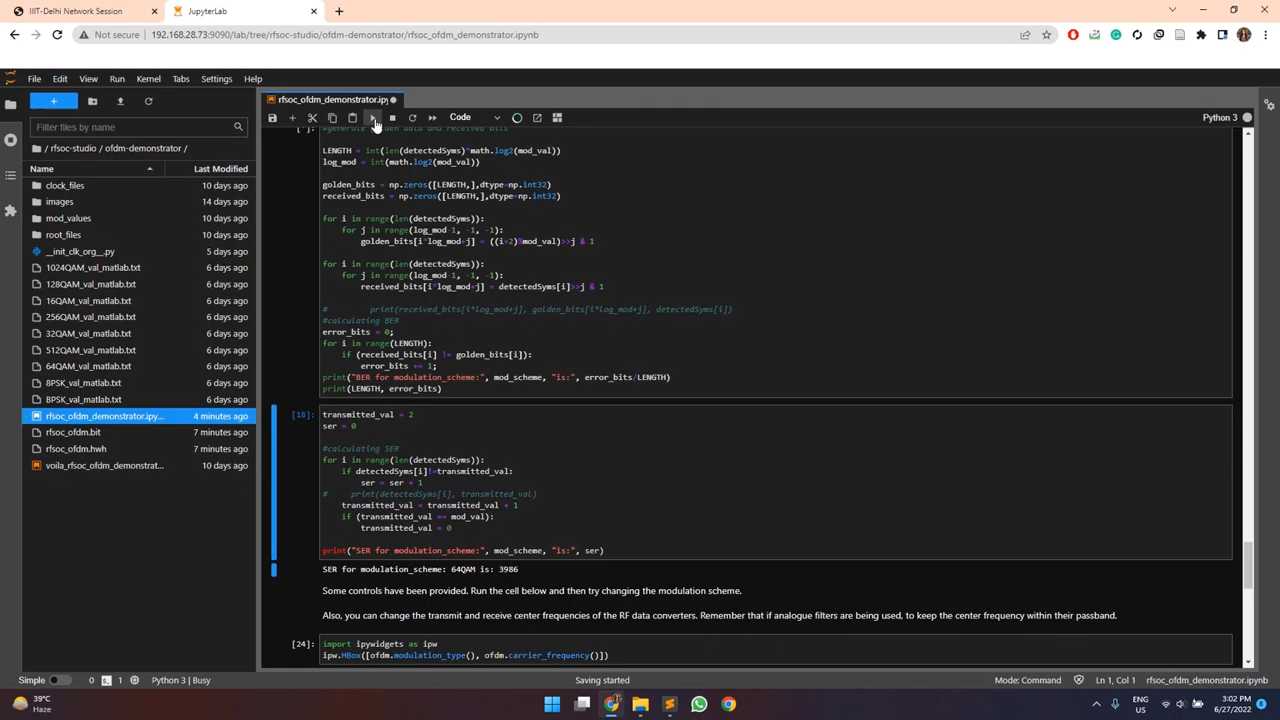 IIIT-Delhi Network Session
JupyterLab
Not secure 192.168.28.73:9090/lab/tree/rfsoc-studio/ofdm-demonstrator/rfsoc_ofdm_demonstrator.ipynb
File Edit View Run Kernel Tabs Settings Help
rfsoc_ofdm_demonstrator.ipy
Code
Python 3
Filter files by name
/ rfsoc-studio / ofdm-demonstrator /
Name Last Modified
clock_files 10 days ago
images 14 days ago
mod_values 10 days ago
root_files 10 days ago
__init_clk_org__.py 5 days ago
1024QAM_val_matlab.txt 6 days ago
128QAM_val_matlab.txt 6 days ago
16QAM_val_matlab.txt 6 days ago
256QAM_val_matlab.txt 6 days ago
32QAM_val_matlab.txt 6 days ago
512QAM_val_matlab.txt 6 days ago
64QAM_val_matlab.txt 6 days ago
8PSK_val_matlab.txt 6 days ago
BPSK_val_matlab.txt 6 days ago
rfsoc_ofdm_demonstrator.ipy... 4 minutes ago
rfsoc_ofdm.bit 7 minutes ago
rfsoc_ofdm.hwh 7 minutes ago
voila_rfsoc_ofdm_demonstrat... 10 days ago
LENGTH = int(len(detectedSyms)*math.log2(mod_val))
log_mod = int(math.log2(mod_val))
golden_bits = np.zeros([LENGTH,],dtype=np.int32)
received_bits = np.zeros([LENGTH,],dtype=np.int32)
for i in range(len(detectedSyms)):
for j in range(log_mod-1, -1, -1):
golden_bits[i*log_mod+j] = ((i+2)%mod_val)>>j & 1
for i in range(len(detectedSyms)):
for j in range(log_mod-1, -1, -1):
received_bits[i*log_mod+j] = detectedSyms[i]>>j & 1
# print(received_bits[i*log_mod+j], golden_bits[i*log_mod+j], detectedSyms[i])
#calculating BER
error_bits = 0;
for i in range(LENGTH):
if (received_bits[i] != golden_bits[i]):
error_bits += 1;
print("BER for modulation_scheme:", mod_scheme, "is:", error_bits/LENGTH)
print(LENGTH, error_bits)
[18]: transmitted_val = 2
ser = 0
#calculating SER
for i in range(len(detectedSyms)):
if detectedSyms[i]!=transmitted_val:
ser = ser + 1
# print(detectedSyms[i], transmitted_val)
transmitted_val = transmitted_val + 1
if (transmitted_val == mod_val):
transmitted_val = 0
print("SER for modulation_scheme:", mod_scheme, "is:", ser)
SER for modulation_scheme: 64QAM is: 3986
Some controls have been provided. Run the cell below and then try changing the modulation scheme.
Also, you can change the transmit and receive center frequencies of the RF data converters. Remember that if analogue filters are being used, to keep the center frequency within their passband.
[24]: import ipywidgets as ipw
ipw.HBox([ofdm.modulation_type(), ofdm.carrier_frequency()])
Simple 0 1 Python 3 | Busy Saving started Mode: Command Ln 1, Col 1 rfsoc_ofdm_demonstrator.ipynb
39°C
Haze
ENG
US
3:02 PM
6/27/2022